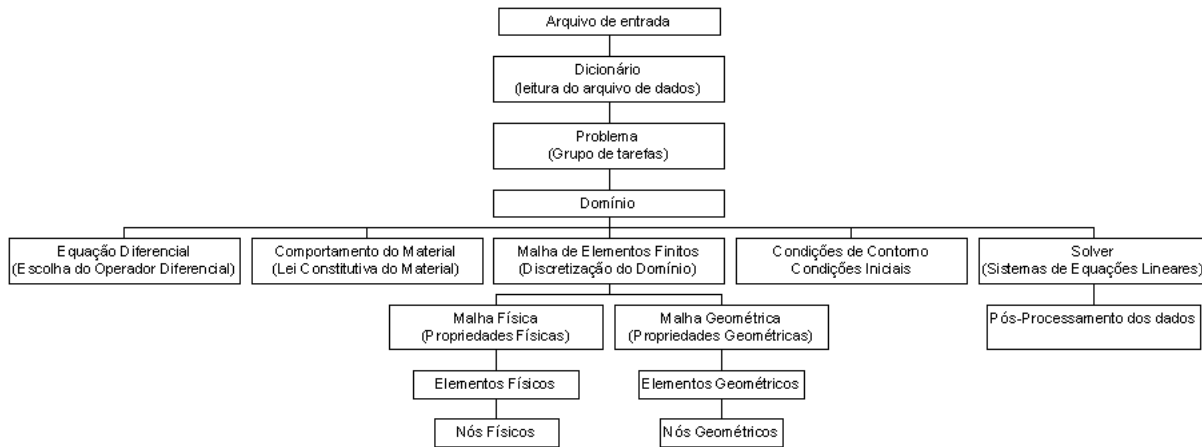 Arquivo de entrada
Dicionário
(leitura do arquivo de dados)
Problema
(Grupo de tarefas)
Domínio
Equação Diferencial
(Escolha do Operador Diferencial)
Comportamento do Material
(Lei Constitutiva do Material)
Malha de Elementos Finitos
(Discretização do Domínio)
Condições de Contorno
Condições Iniciais
Solver
(Sistemas de Equações Lineares)
Malha Física
(Propriedades Físicas)
Malha Geométrica
(Propriedades Geométricas)
Pós-Processamento dos dados
Elementos Físicos
Elementos Geométricos
Nós Físicos
Nós Geométricos